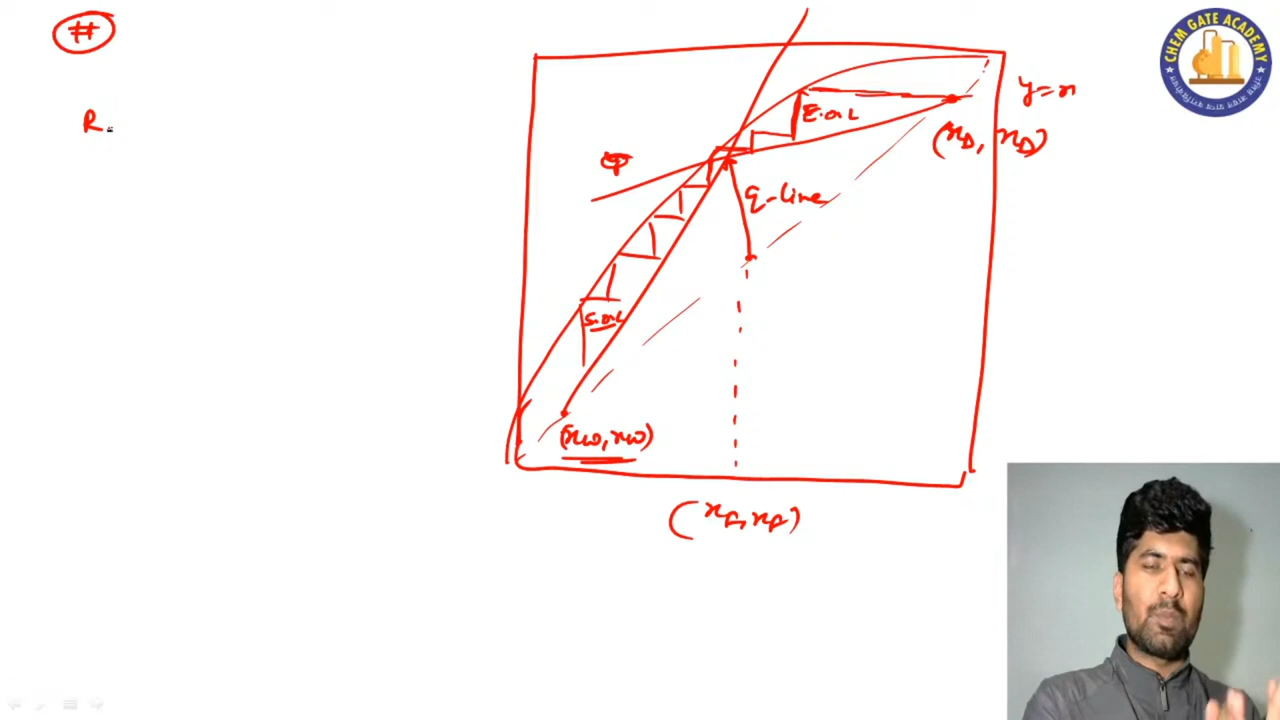 #
R
y=x
E.O.L
(xD, xD)
q-line
S.O.L
(xw, xw)
(xF, xF)
CHEM GATE ACADEMY